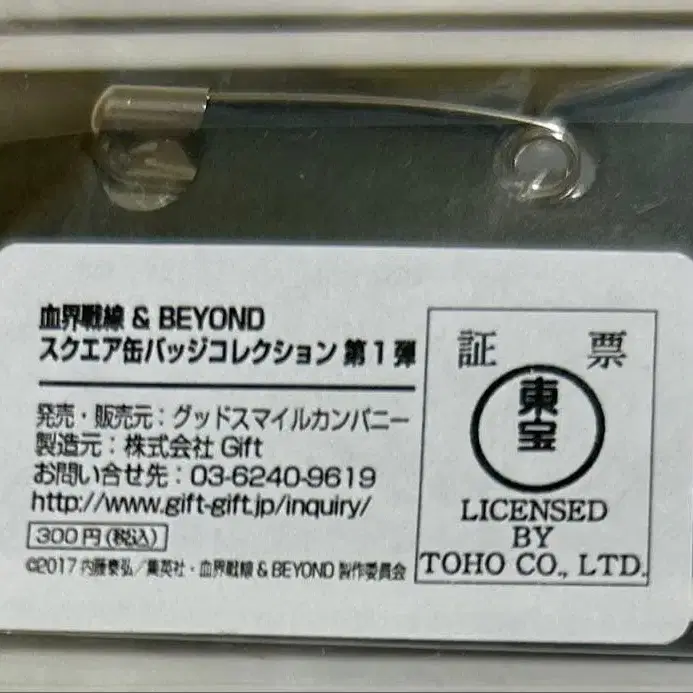 血界戦線 & BEYOND
スクエア缶バッジコレクション 第1弾
発売・販売元：グッドスマイルカンパニー
製造元：株式会社 Gift
お問い合せ先：03-6240-9619
http://www.gift-gift.jp/inquiry/
300円(税込)
©2017 内藤泰弘／集英社・血界戦線 & BEYOND 製作委員会
証 票
東宝
LICENSED
BY
TOHO CO., LTD.